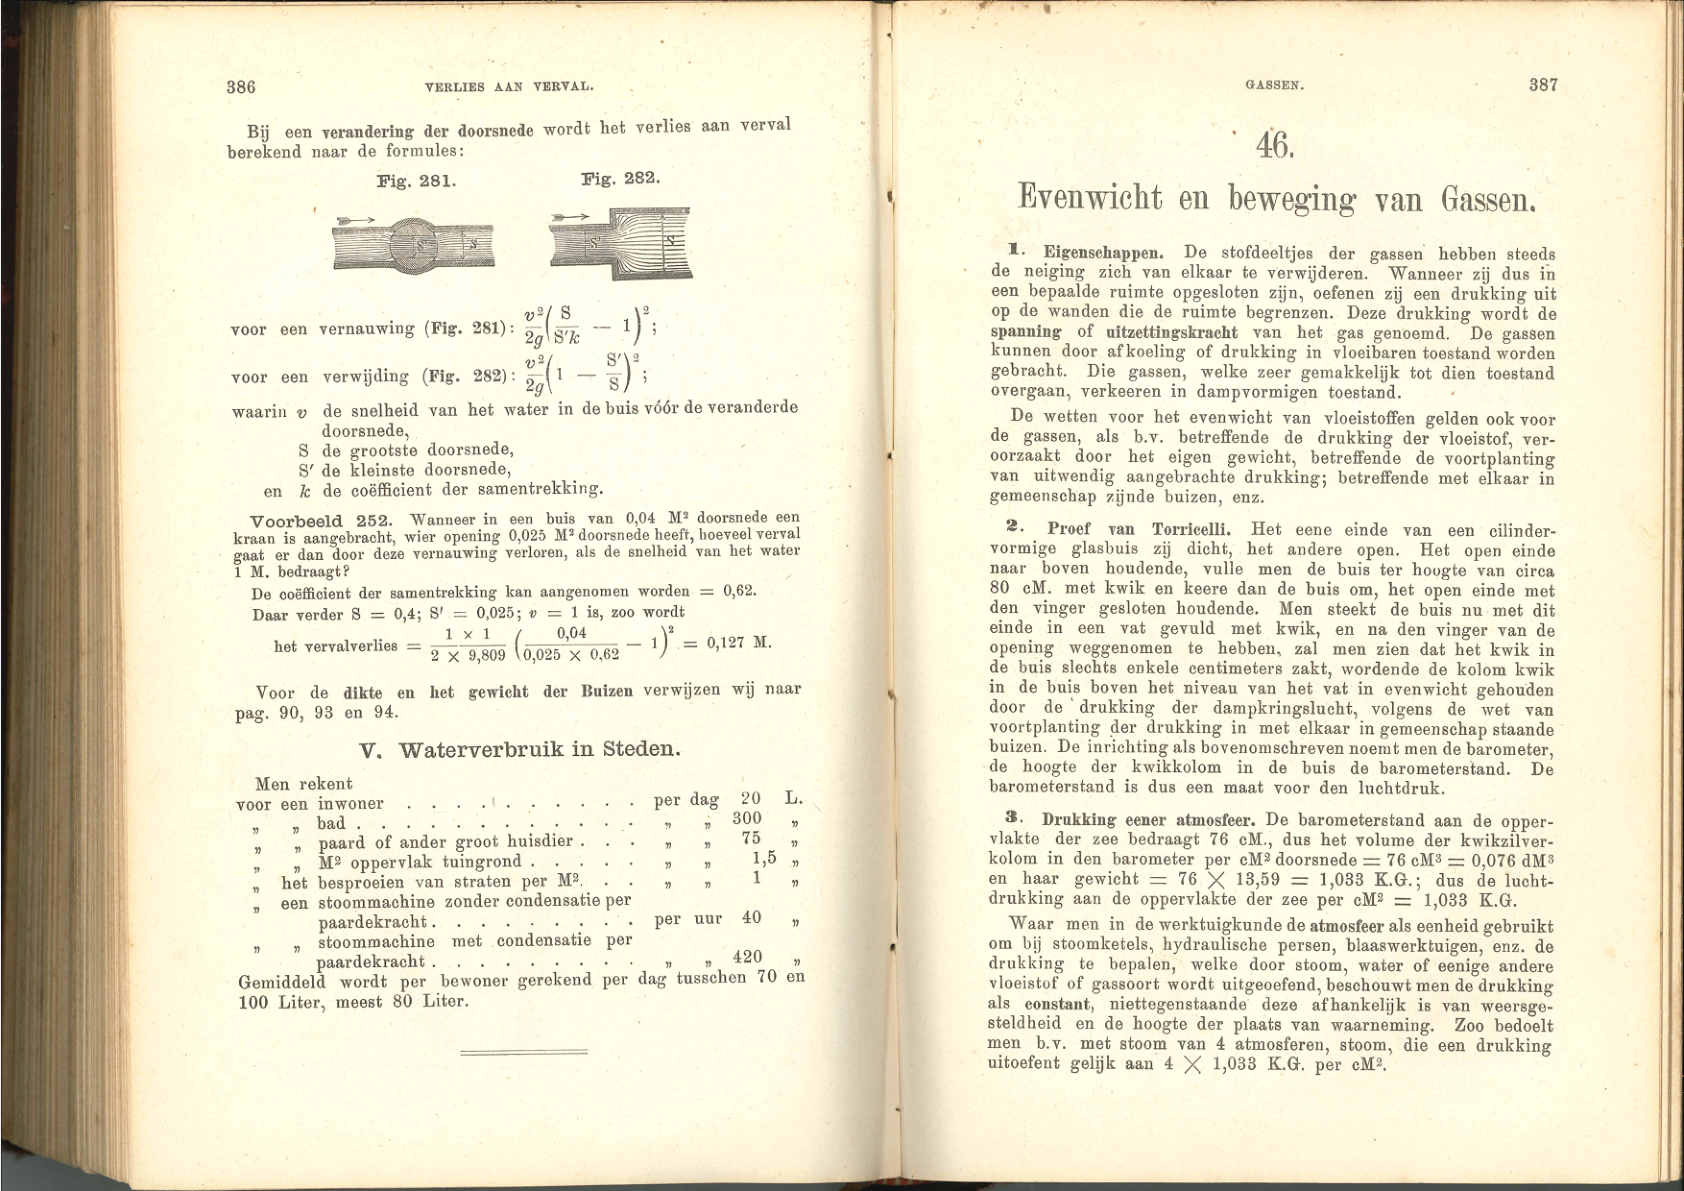 386 VERLIES AAN VERVAL.
Bij een verandering der doorsnede wordt het verlies aan verval
berekend naar de formules:
Fig. 281. Fig. 282.
S' S S' S
voor een vernauwing (Fig. 281): v²/2g (S/S'k — 1)²;
voor een verwijding (Fig. 282): v²/2g (1 — S'/S)²;
waarin v de snelheid van het water in de buis vóór de veranderde
doorsnede,
S de grootste doorsnede,
S' de kleinste doorsnede,
en k de coëfficient der samentrekking.
Voorbeeld 252. Wanneer in een buis van 0,04 M² doorsnede een
kraan is aangebracht, wier opening 0,025 M² doorsnede heeft, hoeveel verval
gaat er dan door deze vernauwing verloren, als de snelheid van het water
1 M. bedraagt?
De coëfficient der samentrekking kan aangenomen worden = 0,62.
Daar verder S = 0,4; S' = 0,025; v = 1 is, zoo wordt
het vervalverlies = 1 × 1 / 2 × 9,809 (0,04 / 0,025 × 0,62 — 1)² = 0,127 M.
Voor de dikte en het gewicht der Buizen verwijzen wij naar
pag. 90, 93 en 94.
V. Waterverbruik in Steden.
Men rekent
voor een inwoner . . . . . . . . . . per dag 20 L.
„ „ bad . . . . . . . . . . . . „ „ 300 „
„ „ paard of ander groot huisdier . . . „ „ 75 „
„ „ M² oppervlak tuingrond . . . . . „ „ 1,5 „
„ het besproeien van straten per M². . . „ „ 1 „
„ een stoommachine zonder condensatie per
paardekracht . . . . . . . . . per uur 40 „
„ „ stoommachine met condensatie per
paardekracht . . . . . . . . . „ „ 420 „
Gemiddeld wordt per bewoner gerekend per dag tusschen 70 en
100 Liter, meest 80 Liter.
GASSEN. 387
46.
Evenwicht en beweging van Gassen.
1. Eigenschappen. De stofdeeltjes der gassen hebben steeds
de neiging zich van elkaar te verwijderen. Wanneer zij dus in
een bepaalde ruimte opgesloten zijn, oefenen zij een drukking uit
op de wanden die de ruimte begrenzen. Deze drukking wordt de
spanning of uitzettingskracht van het gas genoemd. De gassen
kunnen door afkoeling of drukking in vloeibaren toestand worden
gebracht. Die gassen, welke zeer gemakkelijk tot dien toestand
overgaan, verkeeren in dampvormigen toestand.
De wetten voor het evenwicht van vloeistoffen gelden ook voor
de gassen, als b.v. betreffende de drukking der vloeistof, ver-
oorzaakt door het eigen gewicht, betreffende de voortplanting
van uitwendig aangebrachte drukking; betreffende met elkaar in
gemeenschap zijnde buizen, enz.
2. Proef van Torricelli. Het eene einde van een cilinder-
vormige glasbuis zij dicht, het andere open. Het open einde
naar boven houdende, vulle men de buis ter hoogte van circa
80 cM. met kwik en keere dan de buis om, het open einde met
den vinger gesloten houdende. Men steekt de buis nu met dit
einde in een vat gevuld met kwik, en na den vinger van de
opening weggenomen te hebben, zal men zien dat het kwik in
de buis slechts enkele centimeters zakt, wordende de kolom kwik
in de buis boven het niveau van het vat in evenwicht gehouden
door de drukking der dampkringslucht, volgens de wet van
voortplanting der drukking in met elkaar in gemeenschap staande
buizen. De inrichting als bovenomschreven noemt men de barometer,
de hoogte der kwikkolom in de buis de barometerstand. De
barometerstand is dus een maat voor den luchtdruk.
3. Drukking eener atmosfeer. De barometerstand aan de opper-
vlakte der zee bedraagt 76 cM., dus het volume der kwikzilver-
kolom in den barometer per cM² doorsnede = 76 cM³ = 0,076 dM³
en haar gewicht = 76 × 13,59 = 1,033 K.G.; dus de lucht-
drukking aan de oppervlakte der zee per cM² = 1,033 K.G.
Waar men in de werktuigkunde de atmosfeer als eenheid gebruikt
om bij stoomketels, hydraulische persen, blaaswerktuigen, enz. de
drukking te bepalen, welke door stoom, water of eenige andere
vloeistof of gassoort wordt uitgeoefend, beschouwt men de drukking
als constant, niettegenstaande deze afhankelijk is van weersge-
steldheid en de hoogte der plaats van waarneming. Zoo bedoelt
men b.v. met stoom van 4 atmosferen, stoom, die een drukking
uitoefent gelijk aan 4 × 1,033 K.G. per cM².